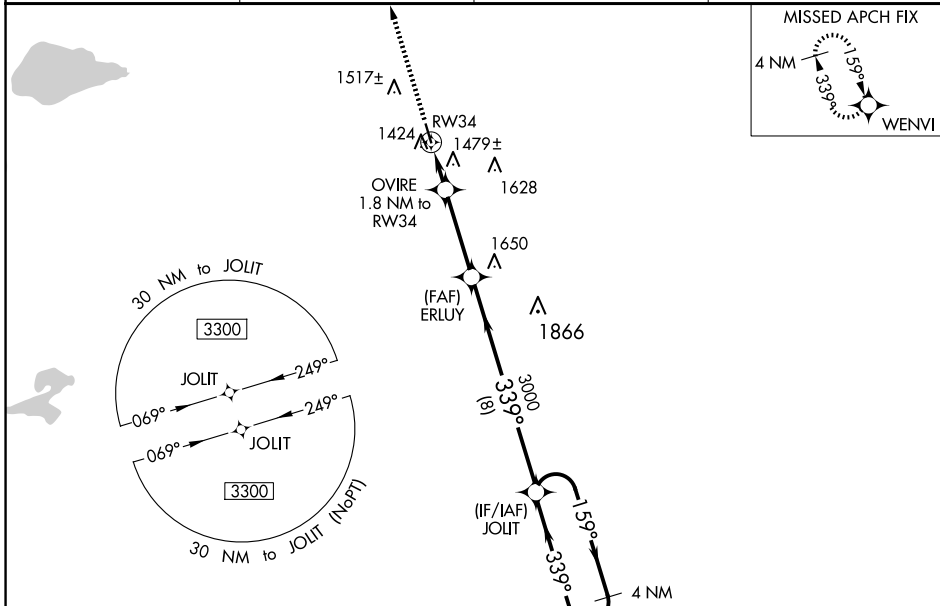 MISSED APCH FIX
4 NM
159°
339°
WENVI
1517±
RW34
1424
1479±
1628
OVIRE
1.8 NM to
RW34
1650
(FAF)
ERLUY
1866
30 NM to JOLIT
3300
JOLIT
249°
069°
249°
069°
JOLIT
3300
30 NM to JOLIT (NoPT)
3000
339°
(8)
(IF/IAF)
JOLIT
159°
339°
4 NM